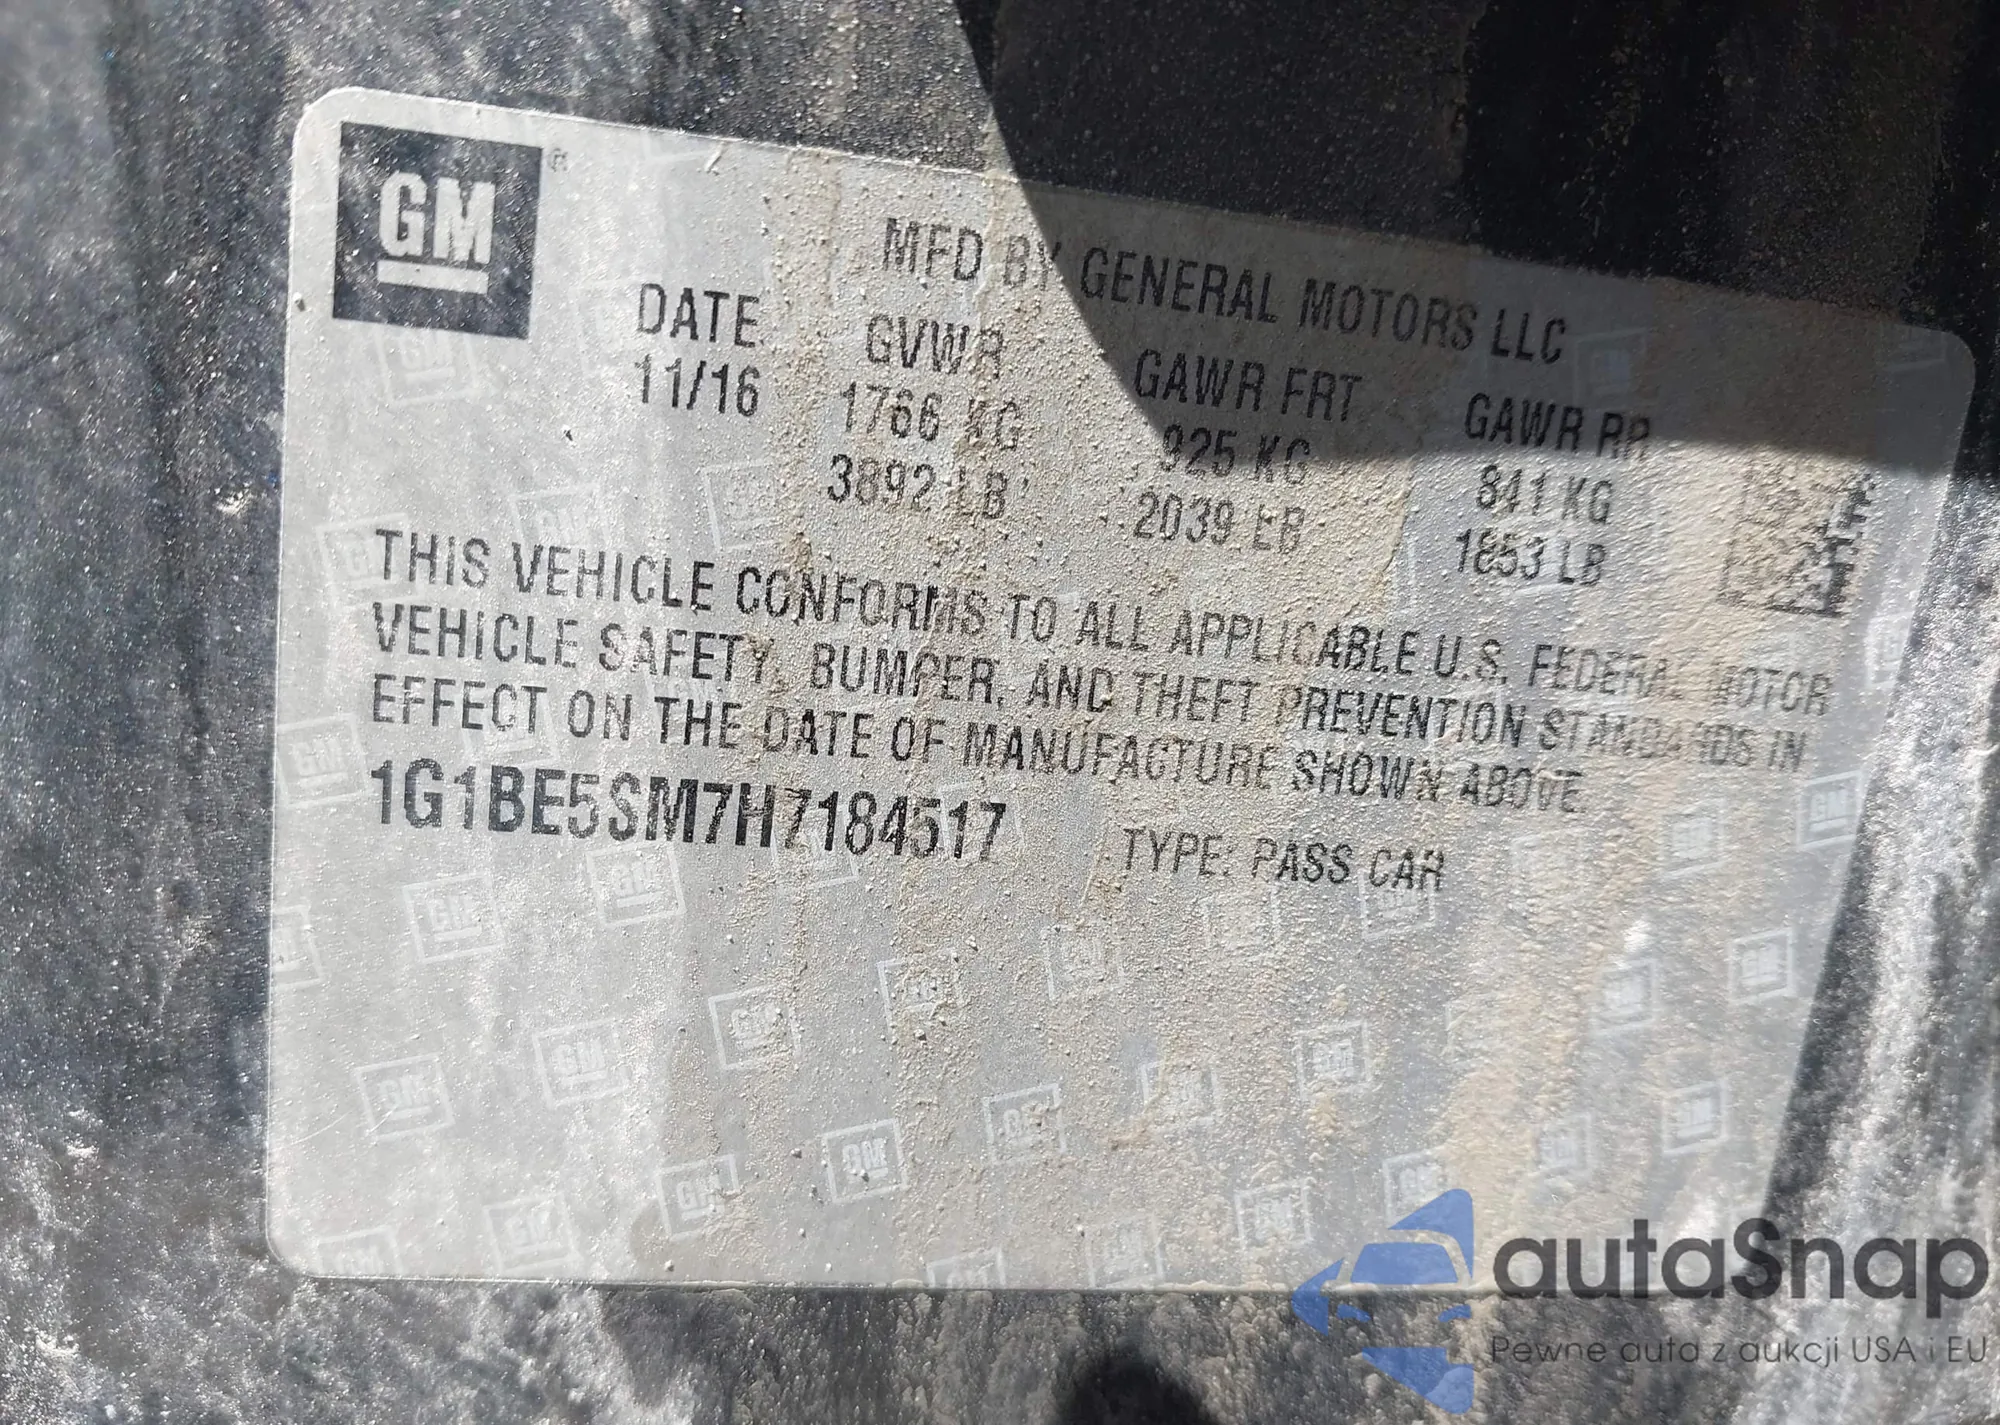 GM ®
MFD BY GENERAL MOTORS LLC
DATE GVWR GAWR FRT GAWR RR
11/16 1766 KG 925 KG 841 KG
3892 LB 2039 LB 1853 LB
THIS VEHICLE CONFORMS TO ALL APPLICABLE U.S. FEDERAL MOTOR
VEHICLE SAFETY, BUMPER, AND THEFT PREVENTION STANDARDS IN
EFFECT ON THE DATE OF MANUFACTURE SHOWN ABOVE.
1G1BE5SM7H7184517 TYPE: PASS CAR
autaSnap
Pewne auta z aukcji USA i EU